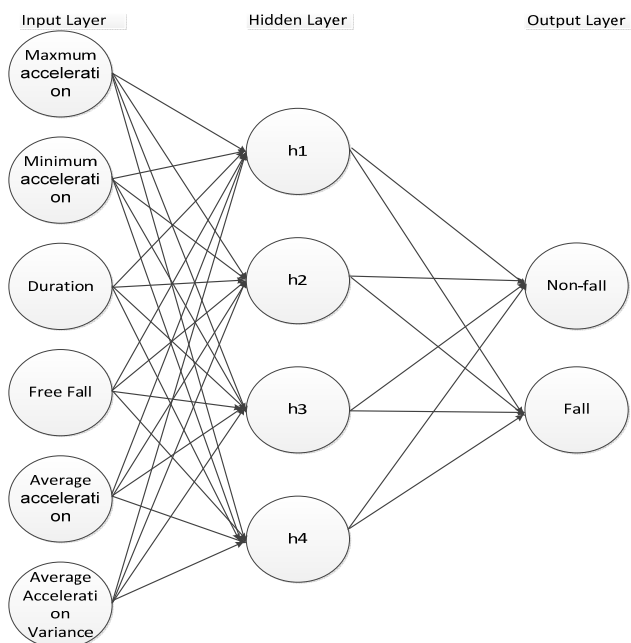 Input Layer
Hidden Layer
Output Layer
Maxmum
accelerati
on
Minimum
accelerati
on
Duration
Free Fall
Average
accelerati
on
Average
Accelerati
on
Variance
h1
h2
h3
h4
Non-fall
Fall